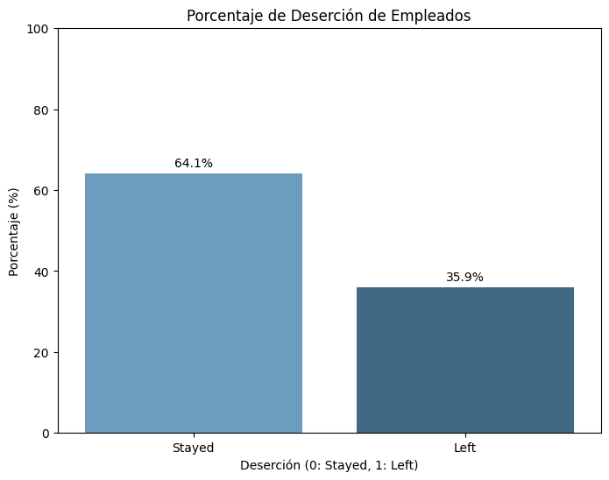 Porcentaje de Deserción de Empleados
Porcentaje (%)
100
80
60
40
20
0
64.1%
35.9%
Stayed
Left
Deserción (0: Stayed, 1: Left)